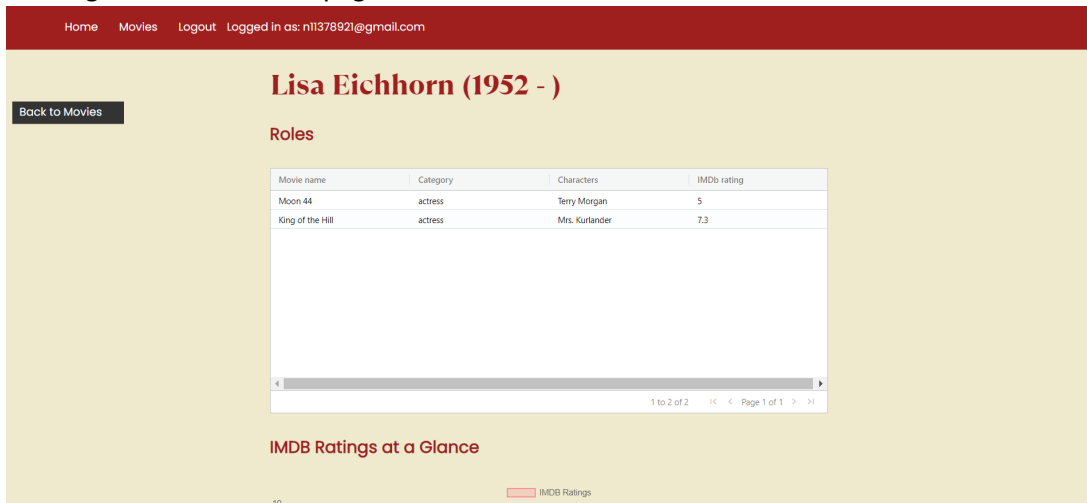 Home Movies Logout Logged in as: n11378921@gmail.com
Lisa Eichhorn (1952 - )
Back to Movies
Roles
Movie name Category Characters IMDb rating
Moon 44 actress Terry Morgan 5
King of the Hill actress Mrs. Kurlander 7.3
1 to 2 of 2 Page 1 of 1
IMDB Ratings at a Glance
IMDB Ratings
10